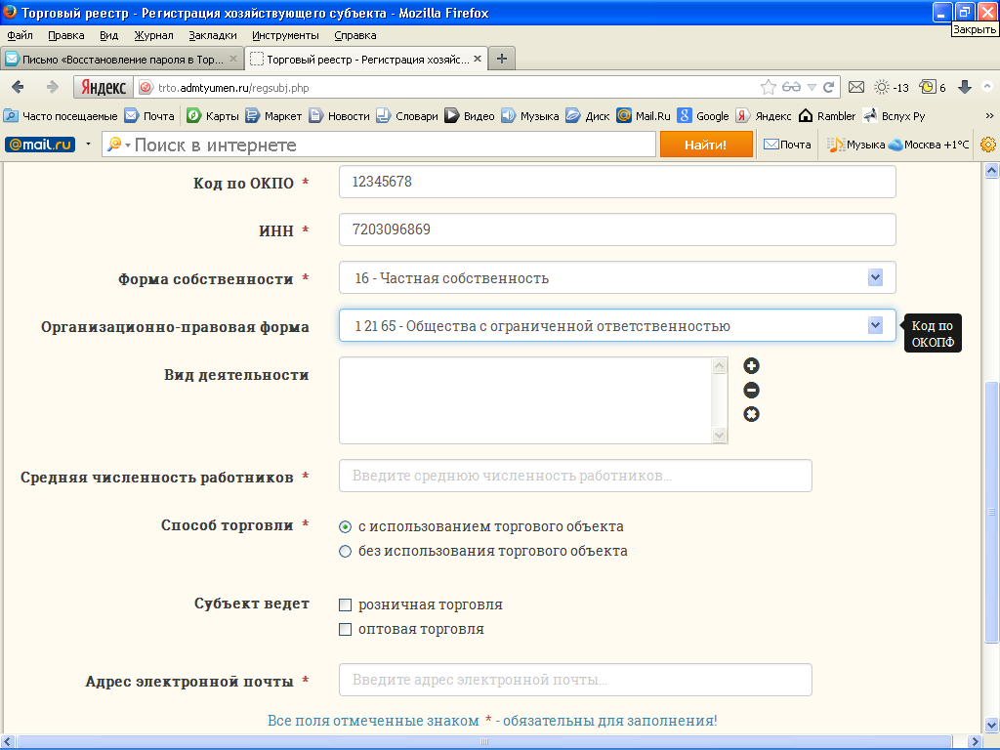 Торговый реестр - Регистрация хозяйствующего субъекта - Mozilla Firefox
Закрыть
Файл Правка Вид Журнал Закладки Инструменты Справка
Письмо «Восстановление пароля в Тор... Торговый реестр - Регистрация хозяйс...
Яндекс trto.admtyumen.ru/regsubj.php -13 6
Часто посещаемые Почта Карты Маркет Новости Словари Видео Музыка Диск Mail.Ru Google Яндекс Rambler Вслух Ру
@mail.ru Поиск в интернете Найти! Почта Музыка Москва +1°C
Код по ОКПО * 12345678
ИНН * 7203096869
Форма собственности * 16 - Частная собственность
Организационно-правовая форма 1 21 65 - Общества с ограниченной ответственностью
Код по
ОКОПФ
Вид деятельности
Средняя численность работников * Введите среднюю численность работников...
Способ торговли * с использованием торгового объекта
без использования торгового объекта
Субъект ведет розничная торговля
оптовая торговля
Адрес электронной почты * Введите адрес электронной почты...
Все поля отмеченные знаком * - обязательны для заполнения!